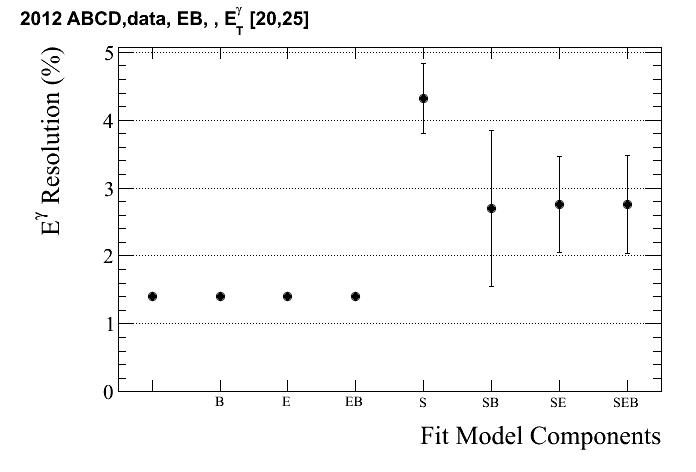 2012 ABCD,data, EB, , E_T^γ [20,25]
E^γ Resolution (%)
5
4
3
2
1
0
B E EB S SB SE SEB
Fit Model Components